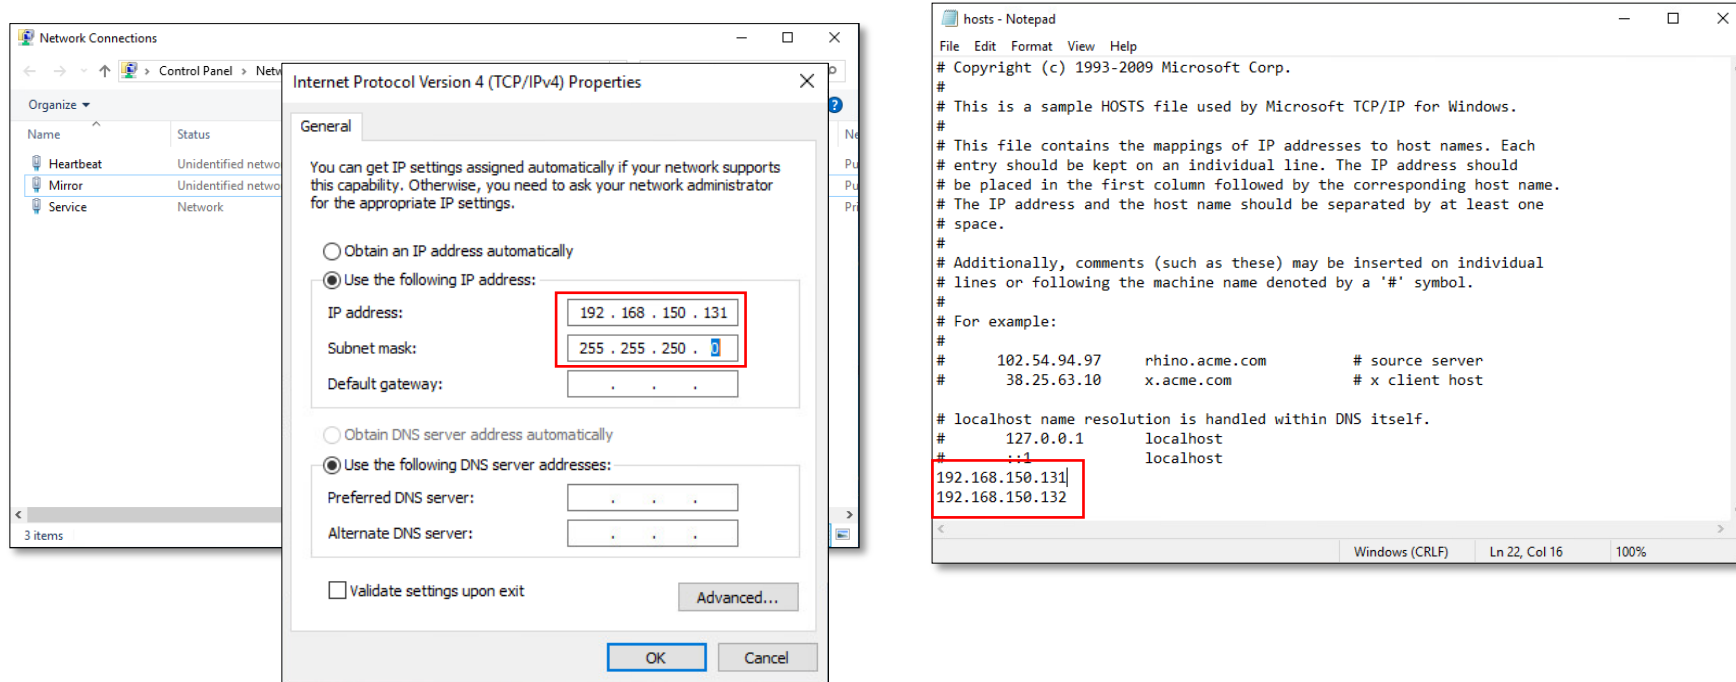 Network Connections
Control Panel > Netw
Organize
Name Status Ne
Heartbeat Unidentified netwo Pu
Mirror Unidentified netwo Pu
Service Network Pri
3 items
Internet Protocol Version 4 (TCP/IPv4) Properties
General
You can get IP settings assigned automatically if your network supports
this capability. Otherwise, you need to ask your network administrator
for the appropriate IP settings.
Obtain an IP address automatically
Use the following IP address:
IP address: 192 . 168 . 150 . 131
Subnet mask: 255 . 255 . 250 . 0
Default gateway: . . .
Obtain DNS server address automatically
Use the following DNS server addresses:
Preferred DNS server: . . .
Alternate DNS server: . . .
Validate settings upon exit
Advanced...
OK Cancel
hosts - Notepad
File Edit Format View Help
# Copyright (c) 1993-2009 Microsoft Corp.
#
# This is a sample HOSTS file used by Microsoft TCP/IP for Windows.
#
# This file contains the mappings of IP addresses to host names. Each
# entry should be kept on an individual line. The IP address should
# be placed in the first column followed by the corresponding host name.
# The IP address and the host name should be separated by at least one
# space.
#
# Additionally, comments (such as these) may be inserted on individual
# lines or following the machine name denoted by a '#' symbol.
#
# For example:
#
# 102.54.94.97 rhino.acme.com # source server
# 38.25.63.10 x.acme.com # x client host
# localhost name resolution is handled within DNS itself.
# 127.0.0.1 localhost
# ::1 localhost
192.168.150.131
192.168.150.132
Windows (CRLF) Ln 22, Col 16 100%